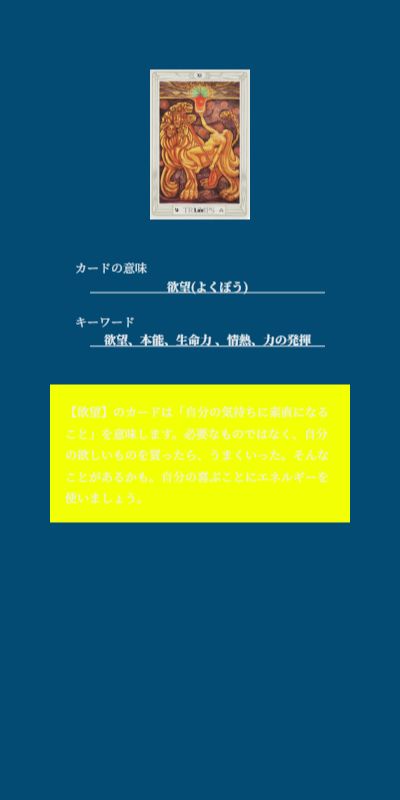 XI
カードの意味
欲望(よくぼう)
キーワード
欲望、本能、生命力 、情熱、力の発揮
【欲望】のカードは「自分の気持ちに素直になる
こと」を意味します。必要なものではなく、自分
の欲しいものを買ったら、うまくいった。そんな
ことがあるかも。自分の喜ぶことにエネルギーを
使いましょう。